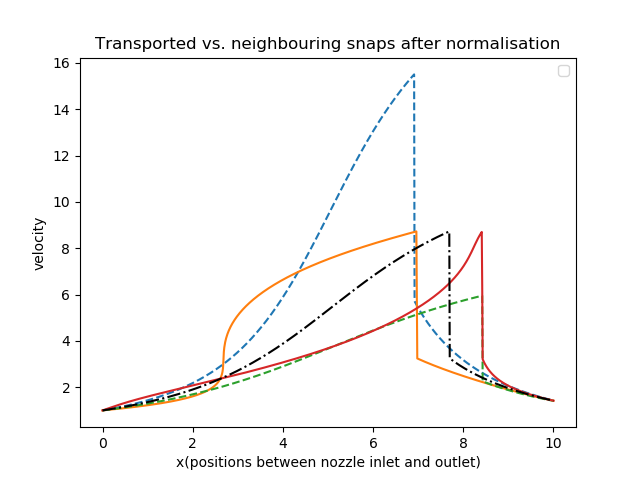 Transported vs. neighbouring snaps after normalisation
16
14
12
10
8
6
4
2
velocity
0 2 4 6 8 10
x(positions between nozzle inlet and outlet)